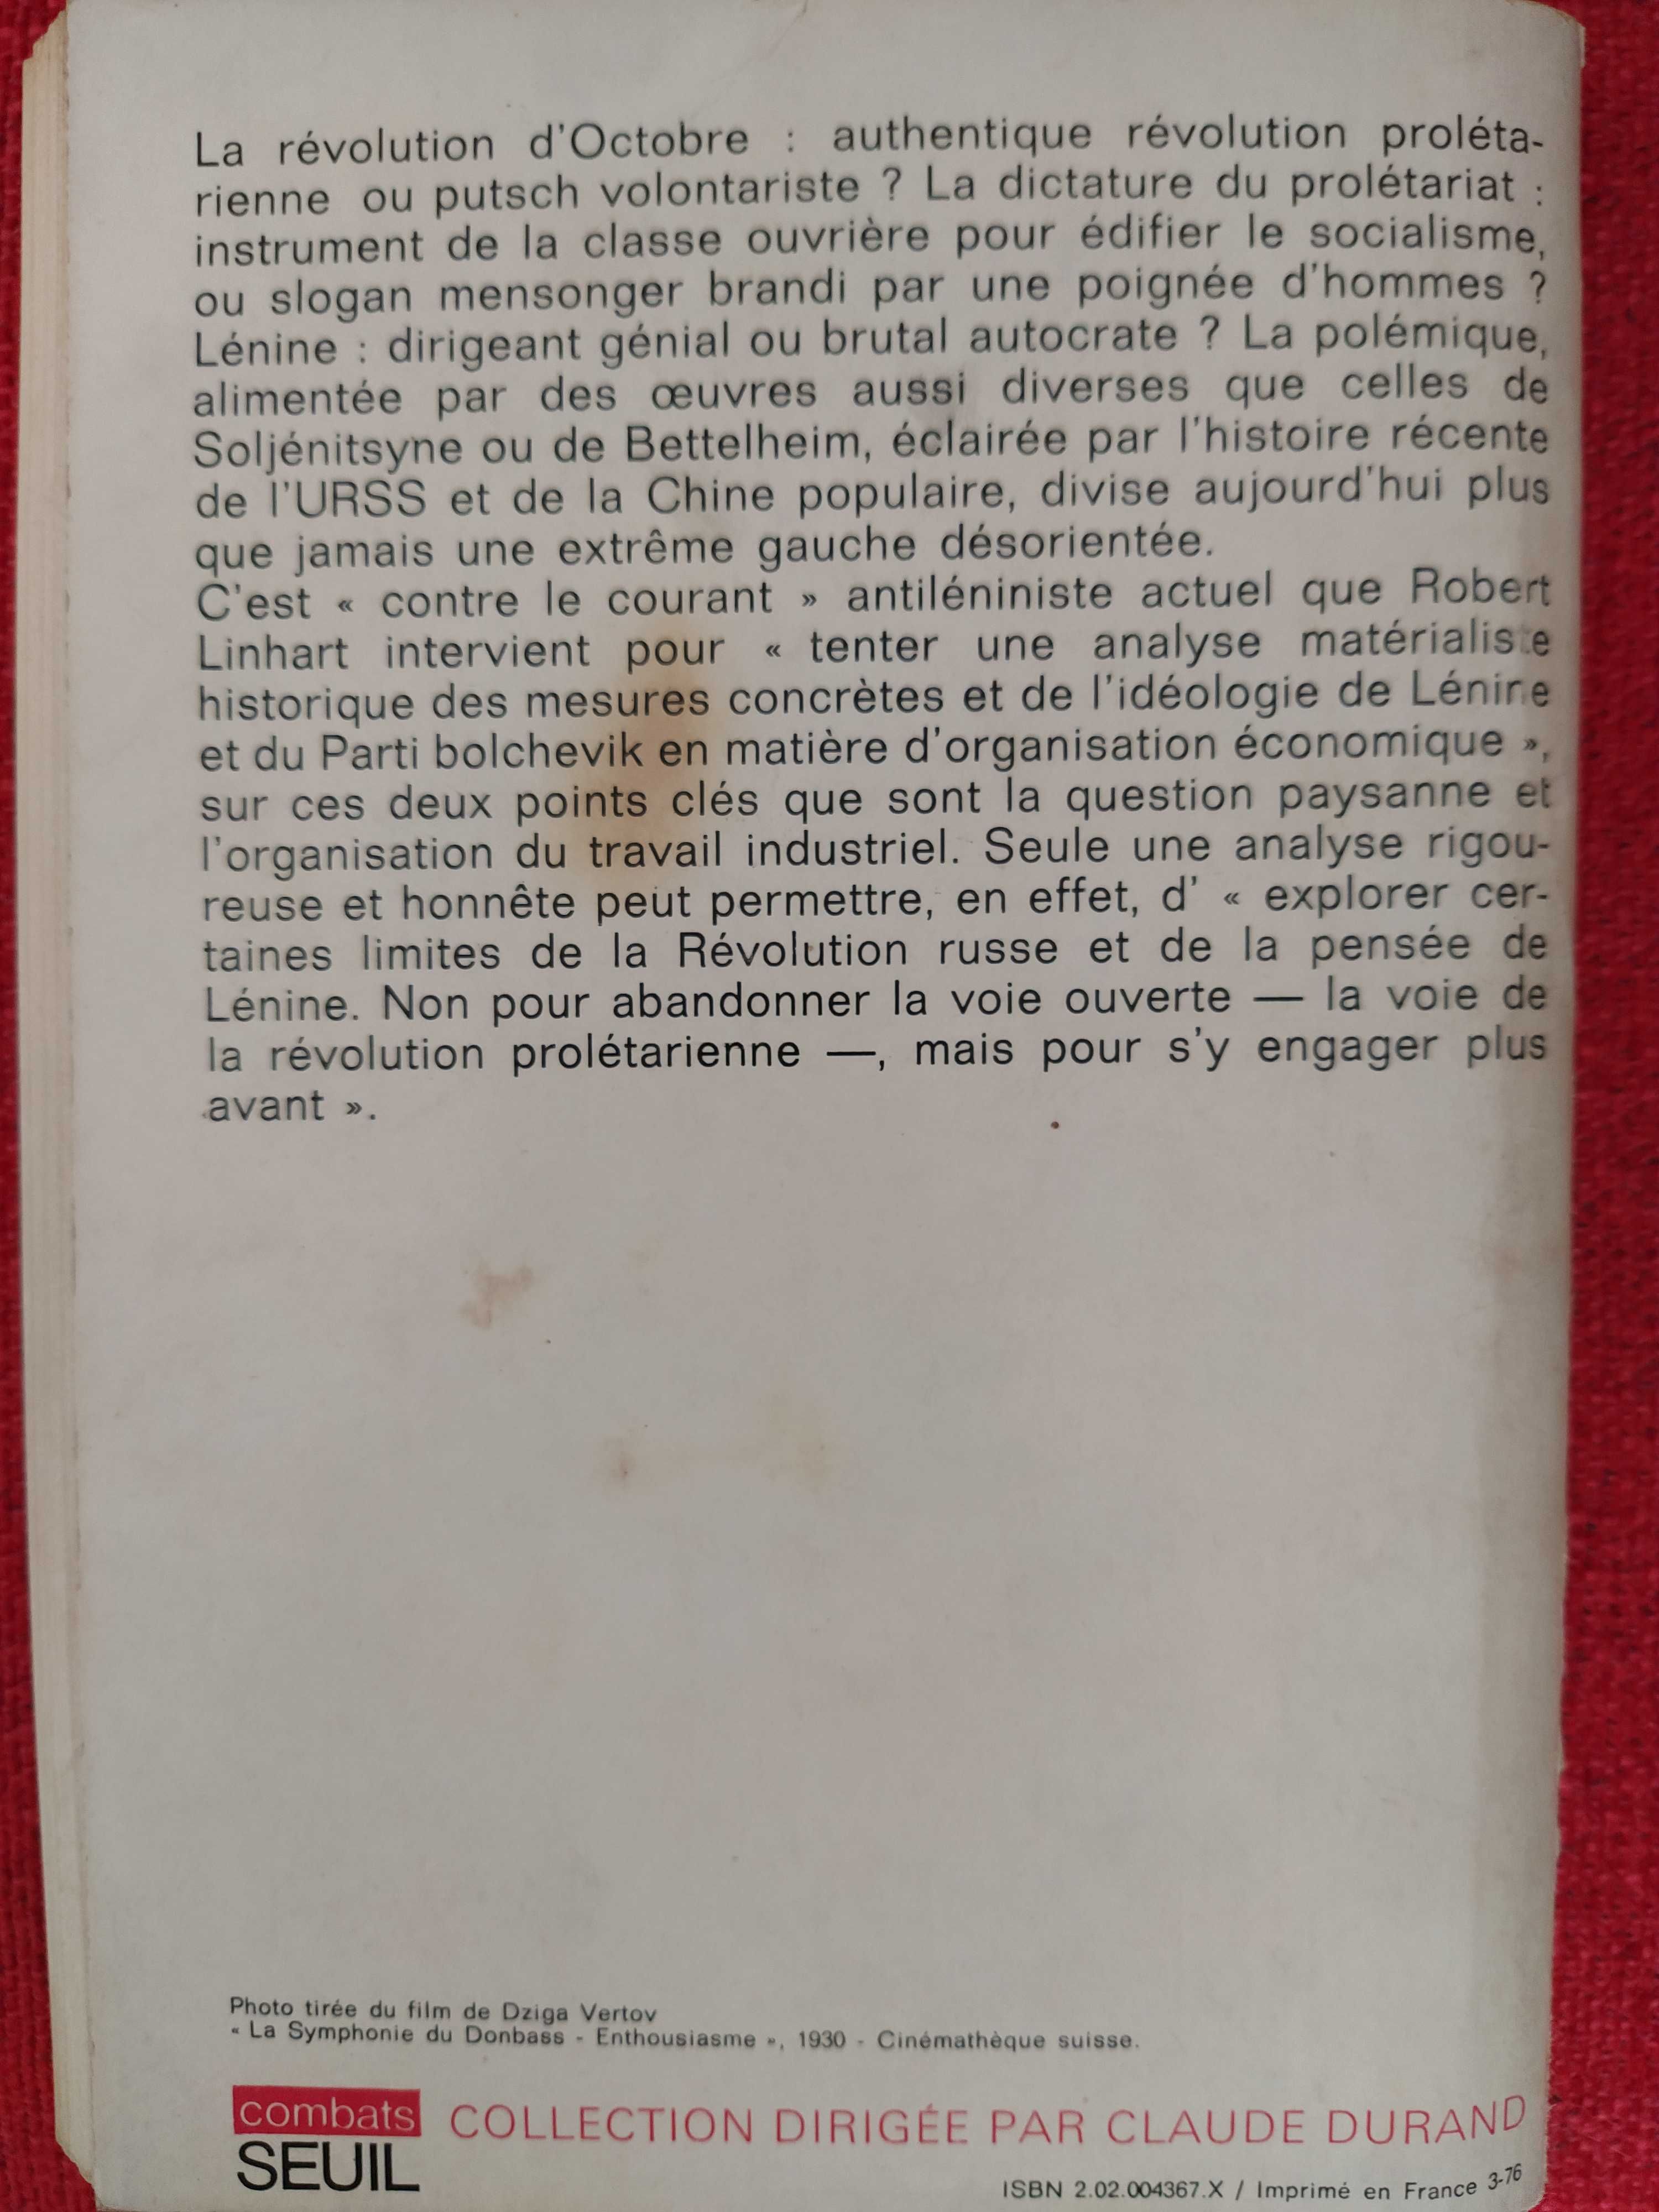 La révolution d'Octobre : authentique révolution proléta-
rienne ou putsch volontariste ? La dictature du prolétariat :
instrument de la classe ouvrière pour édifier le socialisme,
ou slogan mensonger brandi par une poignée d'hommes ?
Lénine : dirigeant génial ou brutal autocrate ? La polémique,
alimentée par des œuvres aussi diverses que celles de
Soljénitsyne ou de Bettelheim, éclairée par l'histoire récente
de l'URSS et de la Chine populaire, divise aujourd'hui plus
que jamais une extrême gauche désorientée.
C'est « contre le courant » antiléniniste actuel que Robert
Linhart intervient pour « tenter une analyse matérialiste
historique des mesures concrètes et de l'idéologie de Lénine
et du Parti bolchevik en matière d'organisation économique »,
sur ces deux points clés que sont la question paysanne et
l'organisation du travail industriel. Seule une analyse rigou-
reuse et honnête peut permettre, en effet, d' « explorer cer-
taines limites de la Révolution russe et de la pensée de
Lénine. Non pour abandonner la voie ouverte — la voie de
la révolution prolétarienne —, mais pour s'y engager plus
avant ».
Photo tirée du film de Dziga Vertov
« La Symphonie du Donbass - Enthousiasme », 1930 - Cinémathèque suisse.
combats
SEUIL
COLLECTION DIRIGÉE PAR CLAUDE DURAND
ISBN 2.02.004367.X / Imprimé en France 3-76